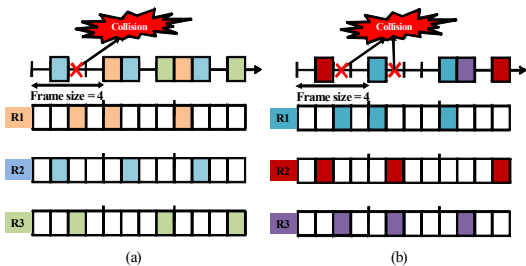 Collision
Collision
Frame size = 4
Frame size = 4
R1
R1
R2
R2
R3
R3
(a)
(b)